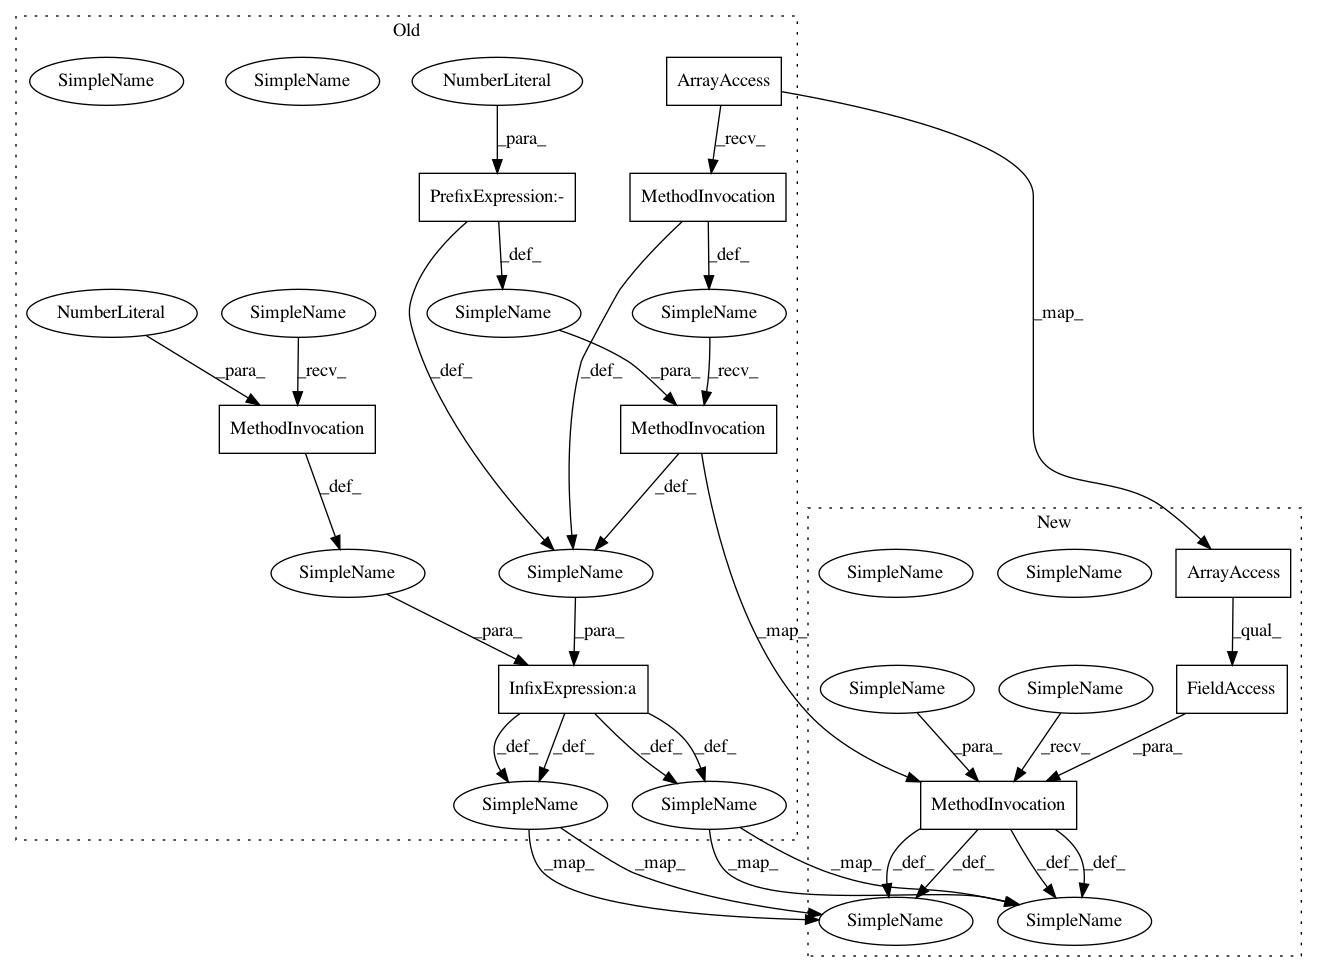 Old
SimpleName
SimpleName
NumberLiteral
ArrayAccess
_para_
_recv_
PrefixExpression:-
MethodInvocation
_def_
_def_
NumberLiteral
SimpleName
SimpleName
SimpleName
_map_
_para_
_recv_
_def_
_def_
_para_
_recv_
MethodInvocation
MethodInvocation
_def_
_def_
New
SimpleName
SimpleName
SimpleName
SimpleName
ArrayAccess
_para_
_para_
_map_
_qual_
InfixExpression:a
SimpleName
SimpleName
FieldAccess
_def_
_def_
_def_
_def_
_para_
_recv_
_para_
SimpleName
SimpleName
MethodInvocation
_map_
_map_
_map_
_map_
_def_
_def_
_def_
_def_
SimpleName
SimpleName